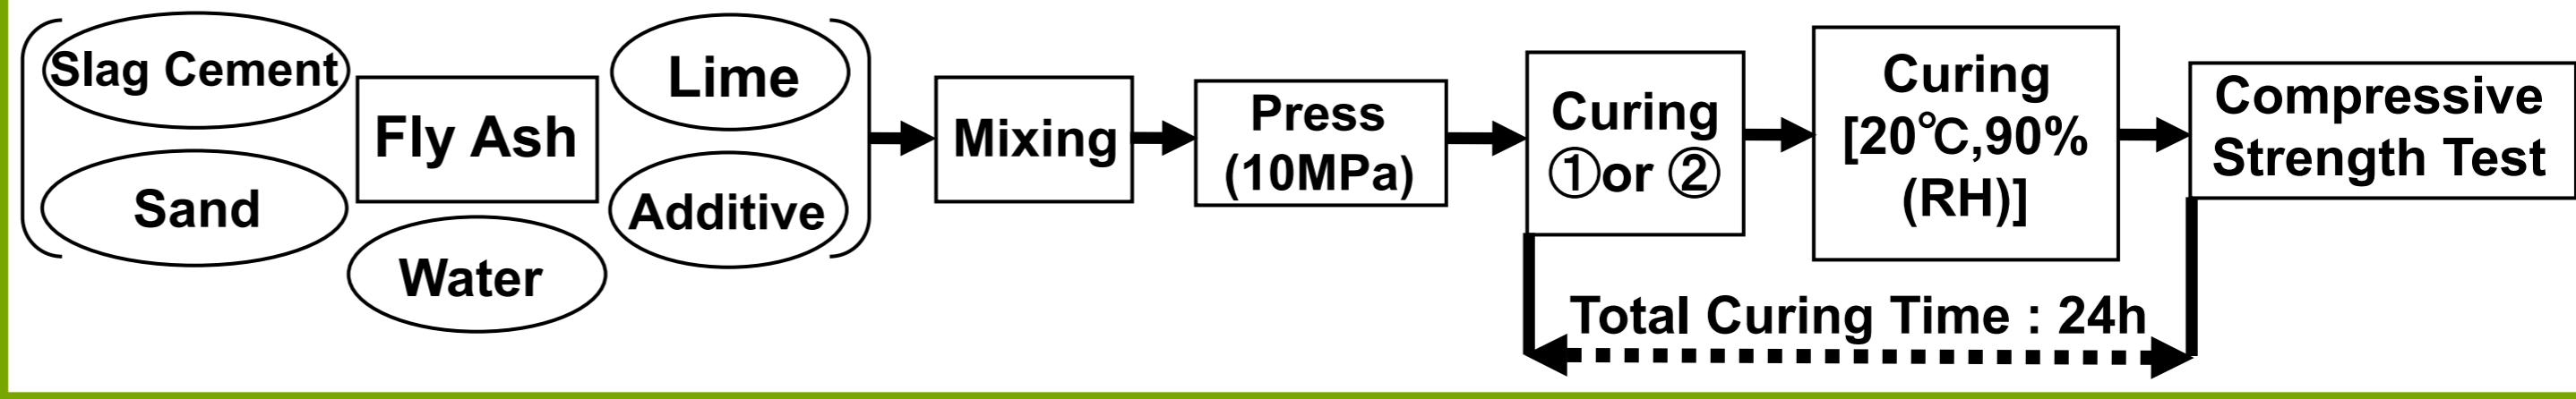 Slag Cement
Fly Ash
Lime
Sand
Water
Additive
Mixing
Press
(10MPa)
Curing
①or ②
Curing
[20℃,90%
(RH)]
Compressive
Strength Test
Total Curing Time : 24h